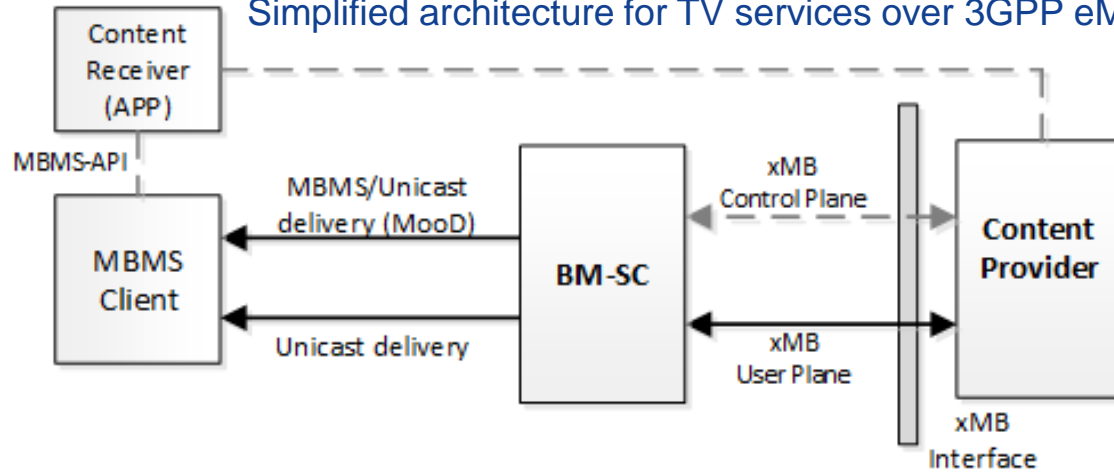 Simplified architecture for TV services over 3GPP eM
Content
Receiver
(APP)
MBMS-API
MBMS
Client
MBMS/Unicast
delivery (MooD)
Unicast delivery
BM-SC
xMB
Control Plane
xMB
User Plane
Content
Provider
xMB
Interface